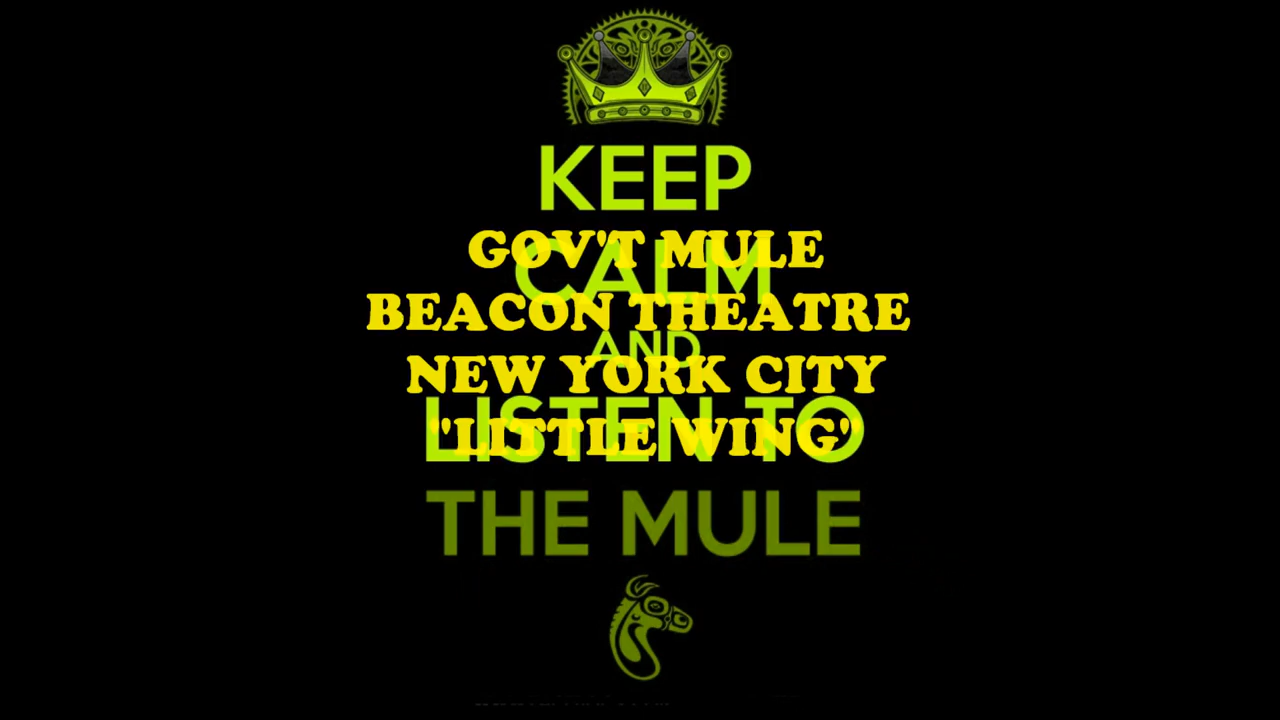 KEEP
GOV'T MULE
CALM
BEACON THEATRE
AND
NEW YORK CITY
LISTEN TO
"LITTLE WING"
THE MULE